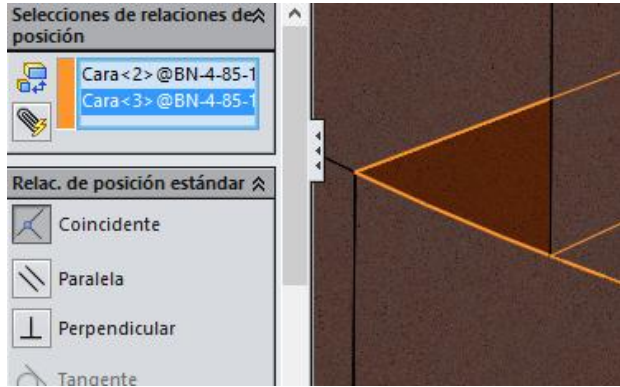 Selecciones de relaciones de
posición
Cara<2>@BN-4-85-1
Cara<3>@BN-4-85-1
Relac. de posición estándar
Coincidente
Paralela
Perpendicular
Tangente